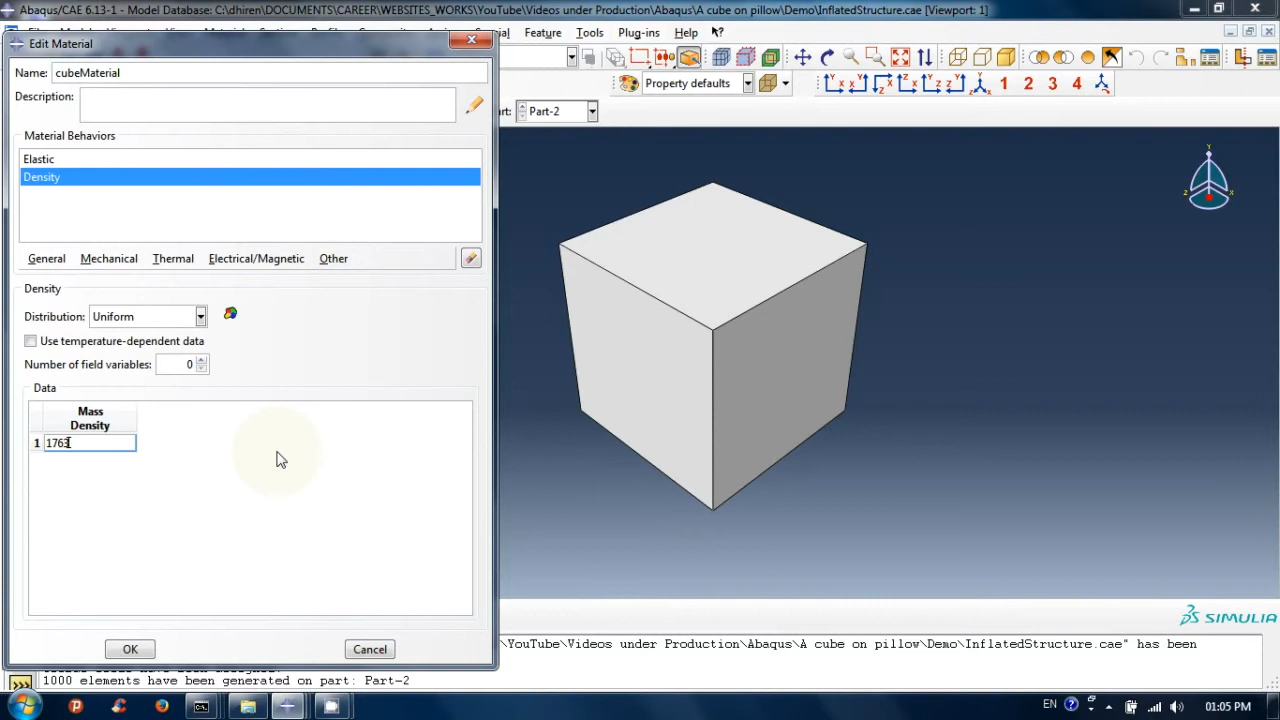 Abaqus/CAE 6.13-1 - Model Database: C:\dhiren\DOCUMENTS\CAREER\WEBSITES_WORKS\YouTube\Videos under Production\Abaqus\A cube on pillow\Demo\InflatedStructure.cae [Viewport: 1]
Feature Tools Plug-ins Help
Edit Material
Name: cubeMaterial
Description:
Property defaults
1 2 3 4
Part-2
Material Behaviors
Elastic
Density
General Mechanical Thermal Electrical/Magnetic Other
Density
Distribution: Uniform
Use temperature-dependent data
Number of field variables: 0
Data
Mass
Density
1 1763
Y
Z X
OK Cancel
SIMULIA
\YouTube\Videos under Production\Abaqus\A cube on pillow\Demo\InflatedStructure.cae" has been
1000 elements have been generated on part: Part-2
>>>
EN 01:05 PM